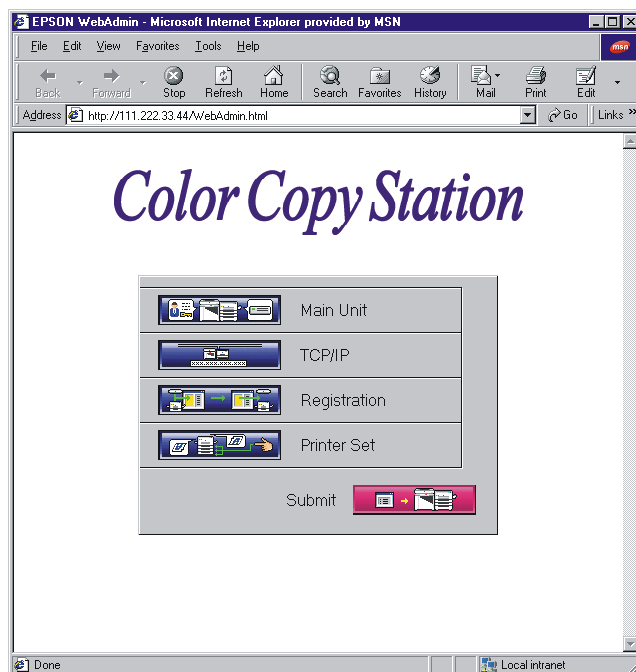 EPSON WebAdmin - Microsoft Internet Explorer provided by MSN
File Edit View Favorites Tools Help
msn
Back Forward Stop Refresh Home Search Favorites History Mail Print Edit
Address http://111.222.33.44/WebAdmin.html Go Links »
Color Copy Station
Main Unit
TCP/IP
Registration
Printer Set
Submit
Done Local intranet